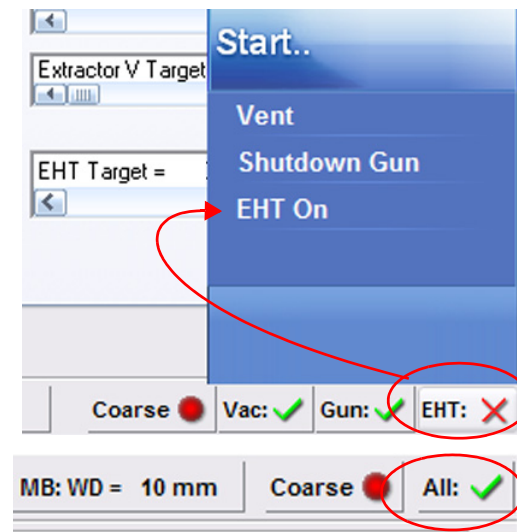 Start..
Extractor V Target
Vent
Shutdown Gun
EHT Target =
EHT On
Coarse Vac: Gun: EHT:
MB: WD = 10 mm Coarse All: